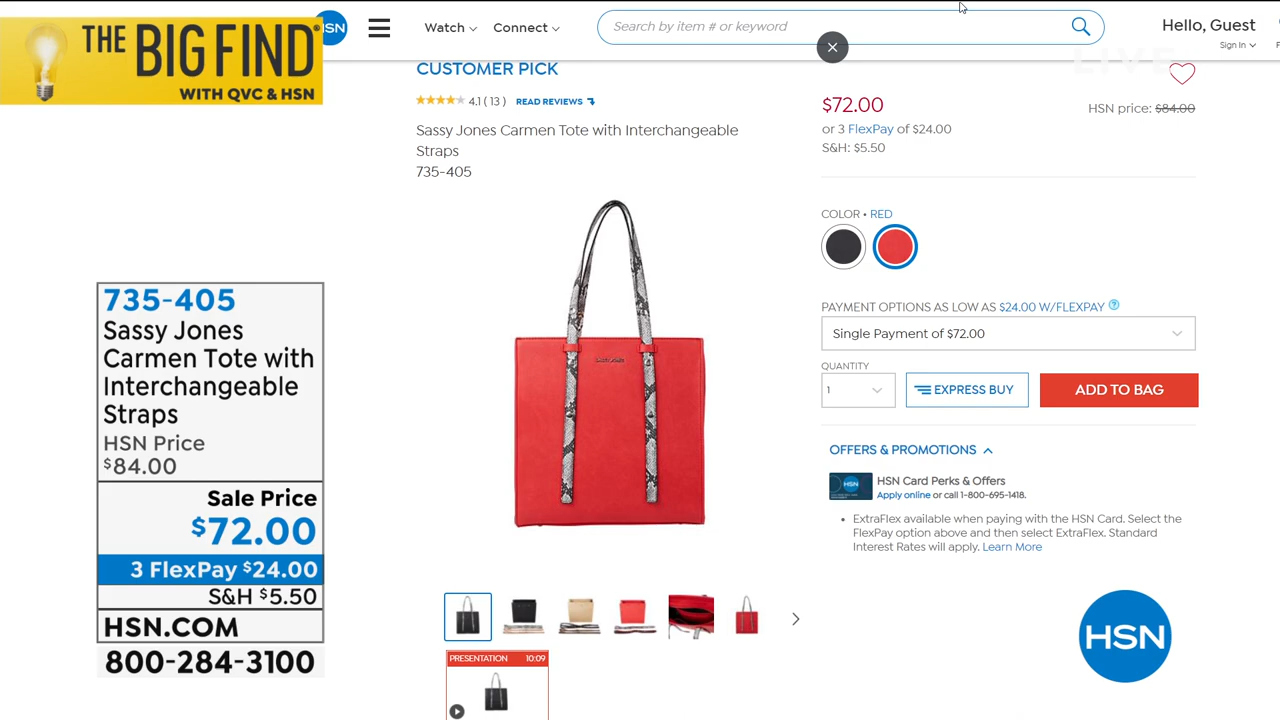 THE BIG FIND®
WITH QVC & HSN
HSN
Watch
Connect
Search by item # or keyword
Hello, Guest
Sign In
LIVE
CUSTOMER PICK
4.1 ( 13 ) READ REVIEWS
Sassy Jones Carmen Tote with Interchangeable
Straps
735-405
$72.00
HSN price: $84.00
or 3 FlexPay of $24.00
S&H: $5.50
COLOR • RED
PAYMENT OPTIONS AS LOW AS $24.00 W/FLEXPAY
Single Payment of $72.00
QUANTITY
1
EXPRESS BUY
ADD TO BAG
OFFERS & PROMOTIONS
HSN
HSN Card Perks & Offers
Apply online or call 1-800-695-1418.
• ExtraFlex available when paying with the HSN Card. Select the
FlexPay option above and then select ExtraFlex. Standard
Interest Rates will apply. Learn More
SASSY JONES
735-405
Sassy Jones
Carmen Tote with
Interchangeable
Straps
HSN Price
$84.00
Sale Price
$72.00
3 FlexPay $24.00
S&H $5.50
HSN.COM
800-284-3100
PRESENTATION 10:09
HSN